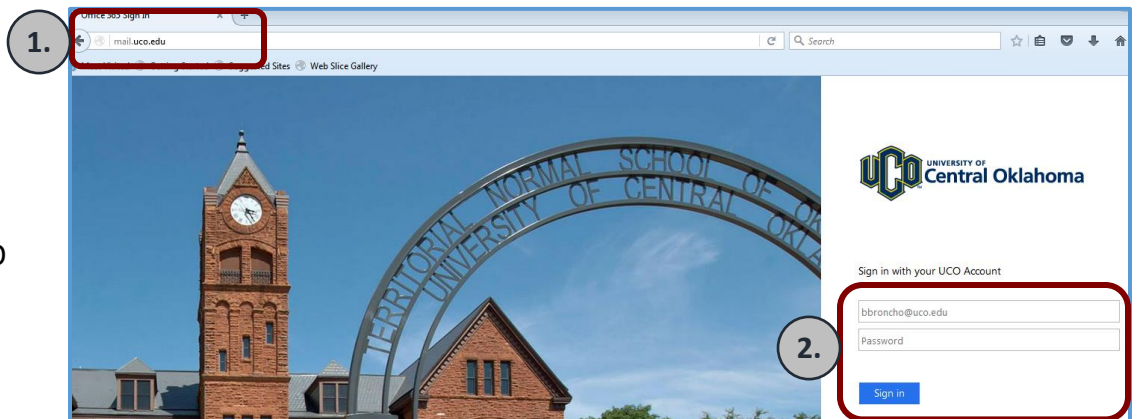 1.
Office 365 Sign In
mail.uco.edu
Search
Sites Web Slice Gallery
TERRITORIAL NORMAL SCHOOL OF
UNIVERSITY OF CENTRAL
UCO
UNIVERSITY OF
Central Oklahoma
Sign in with your UCO Account
bbroncho@uco.edu
2.
Password
Sign in